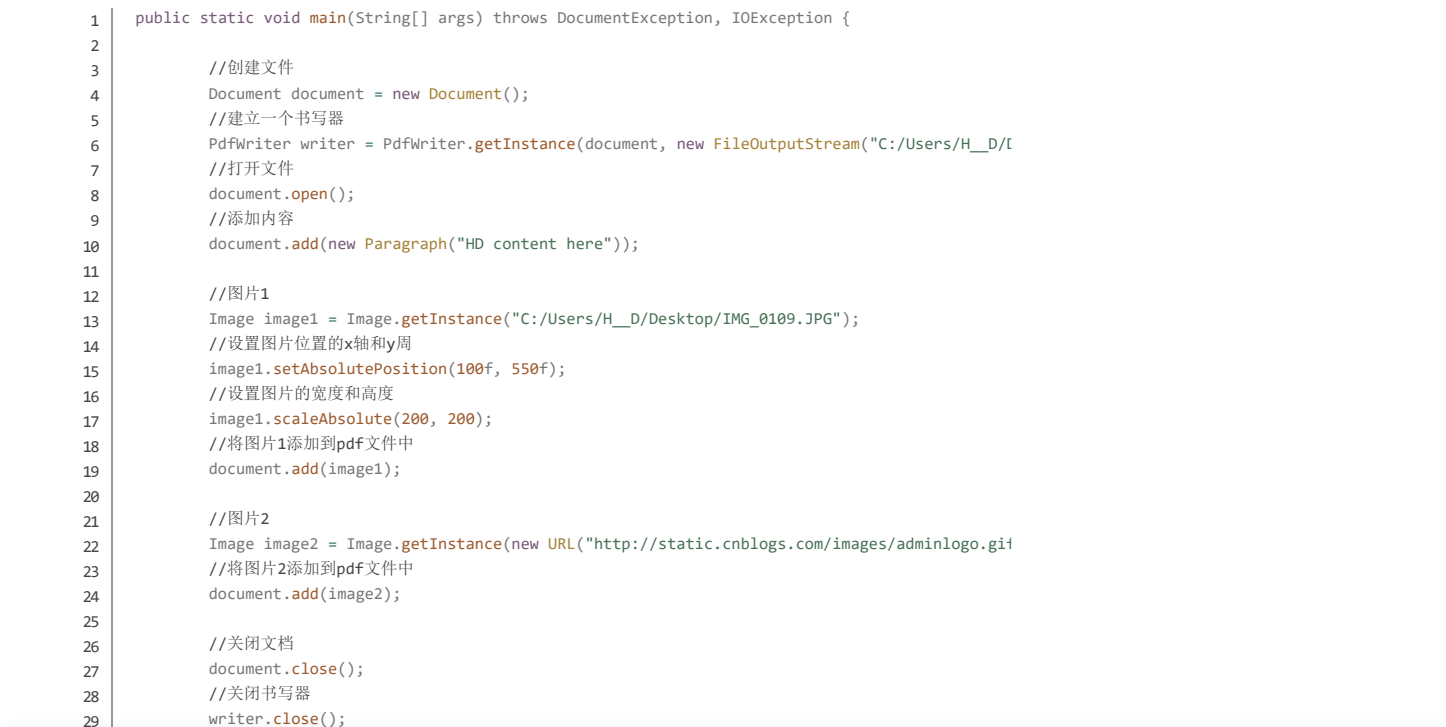 1 public static void main(String[] args) throws DocumentException, IOException {
2
3 //创建文件
4 Document document = new Document();
5 //建立一个书写器
6 PdfWriter writer = PdfWriter.getInstance(document, new FileOutputStream("C:/Users/H__D/
7 //打开文件
8 document.open();
9 //添加内容
10 document.add(new Paragraph("HD content here"));
11
12 //图片1
13 Image image1 = Image.getInstance("C:/Users/H__D/Desktop/IMG_0109.JPG");
14 //设置图片位置的x轴和y周
15 image1.setAbsolutePosition(100f, 550f);
16 //设置图片的宽度和高度
17 image1.scaleAbsolute(200, 200);
18 //将图片1添加到pdf文件中
19 document.add(image1);
20
21 //图片2
22 Image image2 = Image.getInstance(new URL("http://static.cnblogs.com/images/adminlogo.gif
23 //将图片2添加到pdf文件中
24 document.add(image2);
25
26 //关闭文档
27 document.close();
28 //关闭书写器
29 writer.close();